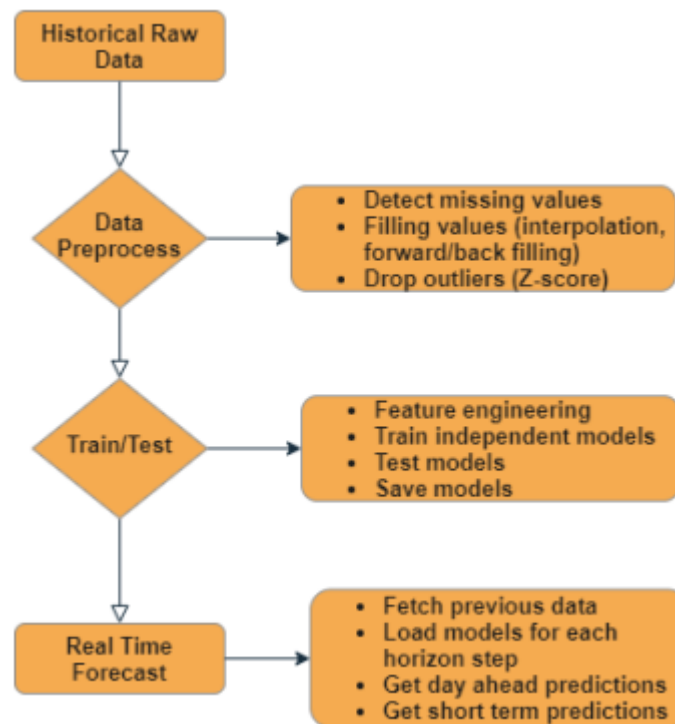 Historical Raw
Data
Data
Preprocess
• Detect missing values
• Filling values (interpolation,
forward/back filling)
• Drop outliers (Z-score)
Train/Test
• Feature engineering
• Train independent models
• Test models
• Save models
Real Time
Forecast
• Fetch previous data
• Load models for each
horizon step
• Get day ahead predictions
• Get short term predictions